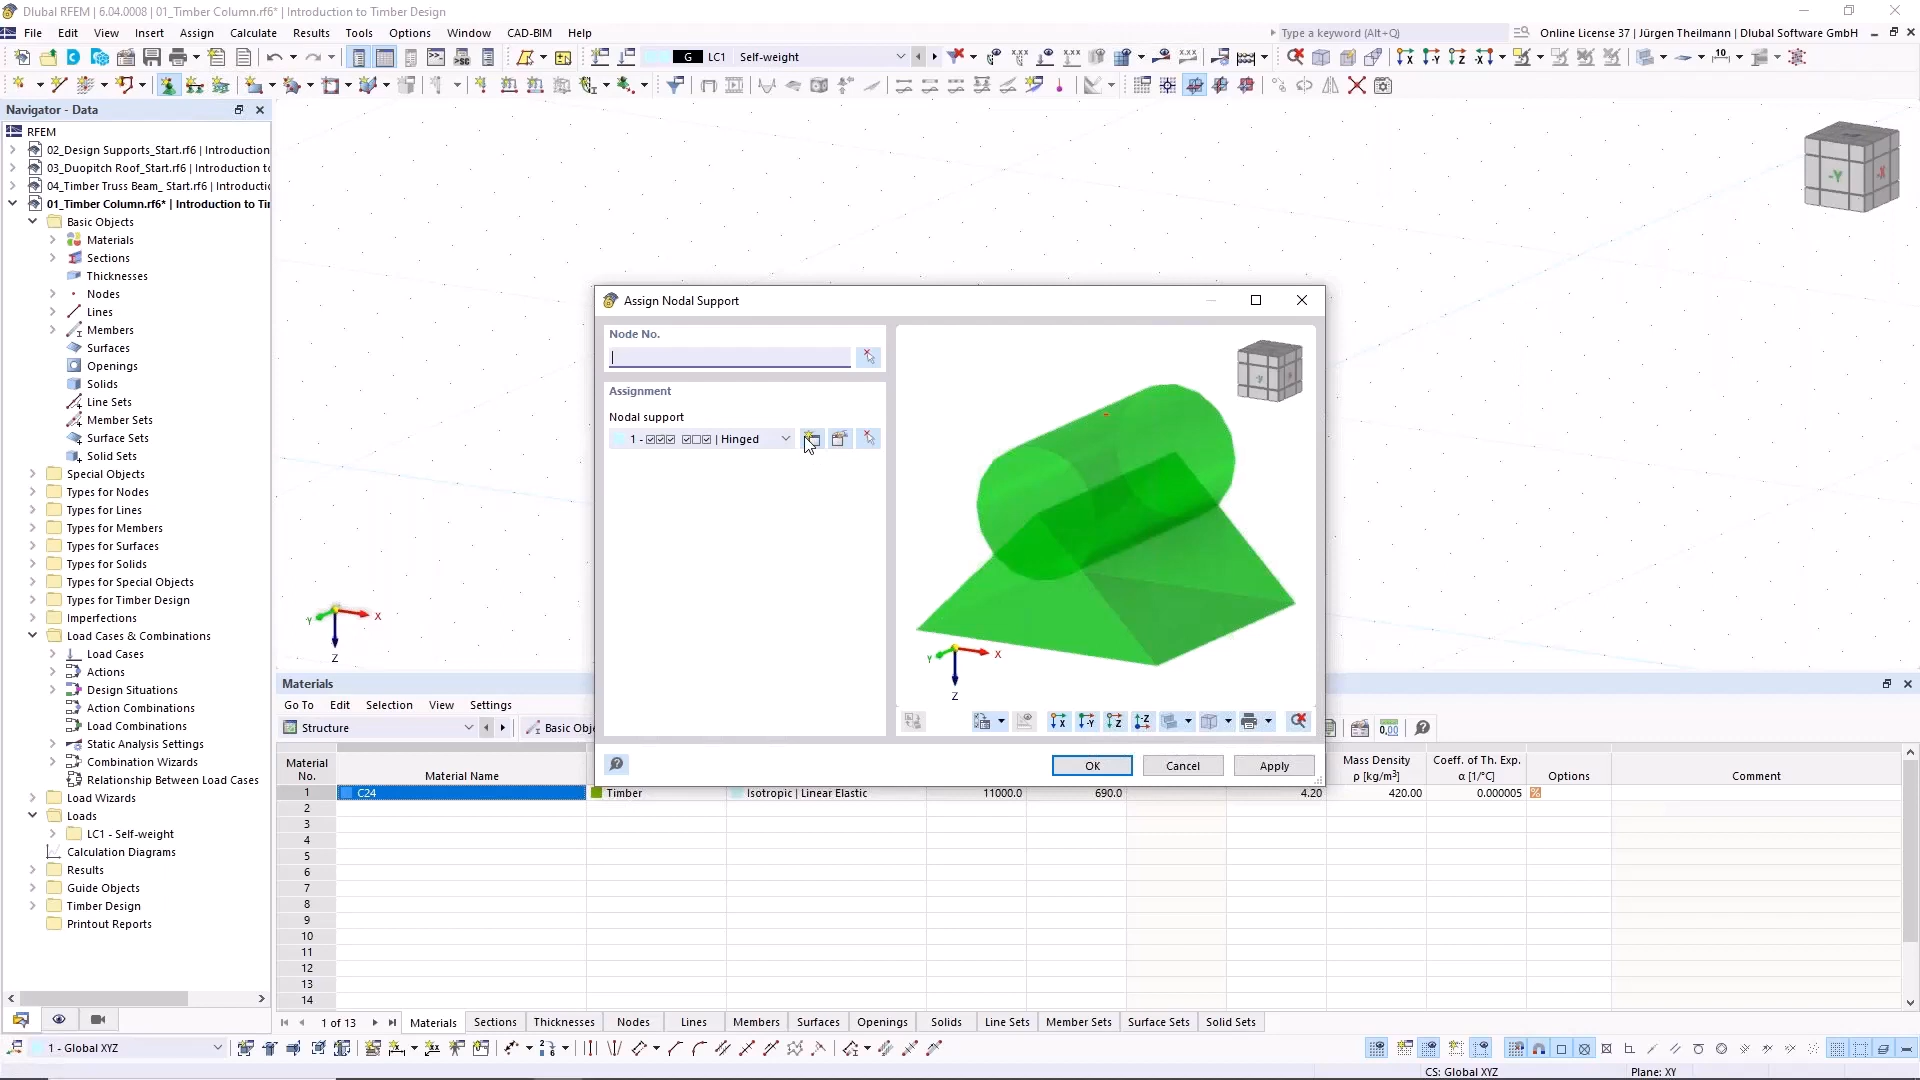 Dlubal RFEM | 6.04.0008 | 01_Timber Column.rf6* | Introduction to Timber Design
File Edit View Insert Assign Calculate Results Tools Options Window CAD-BIM Help
Type a keyword (Alt+Q)
Online License 37 | Jürgen Theilmann | Dlubal Software GmbH
G LC1 Self-weight
Navigator - Data
RFEM
02_Design Supports_Start.rf6 | Introduction
03_Duopitch Roof_Start.rf6 | Introduction to
04_Timber Truss Beam_ Start.rf6 | Introductio
01_Timber Column.rf6* | Introduction to Ti
Basic Objects
Materials
Sections
Thicknesses
Nodes
Lines
Members
Surfaces
Openings
Solids
Line Sets
Member Sets
Surface Sets
Solid Sets
Special Objects
Types for Nodes
Types for Lines
Types for Members
Types for Surfaces
Types for Solids
Types for Special Objects
Types for Timber Design
Imperfections
Load Cases & Combinations
Load Cases
Actions
Design Situations
Action Combinations
Load Combinations
Static Analysis Settings
Combination Wizards
Relationship Between Load Cases
Load Wizards
Loads
LC1 - Self-weight
Calculation Diagrams
Results
Guide Objects
Timber Design
Printout Reports
1 - Global XYZ
-Y -X
Y X
Z
Assign Nodal Support
Node No.
Assignment
Nodal support
1 - | Hinged
Y X
Z
OK Cancel Apply
Materials
Go To Edit Selection View Settings
Structure Basic Obje
Material
No. Material Name
Mass Density
ρ [kg/m³]
Coeff. of Th. Exp.
α [1/°C]
Options Comment
1 C24 Timber Isotropic | Linear Elastic 11000.0 690.0 4.20 420.00 0.000005
2
3
4
5
6
7
8
9
10
11
12
13
14
1 of 13 Materials Sections Thicknesses Nodes Lines Members Surfaces Openings Solids Line Sets Member Sets Surface Sets Solid Sets
CS: Global XYZ Plane: XY